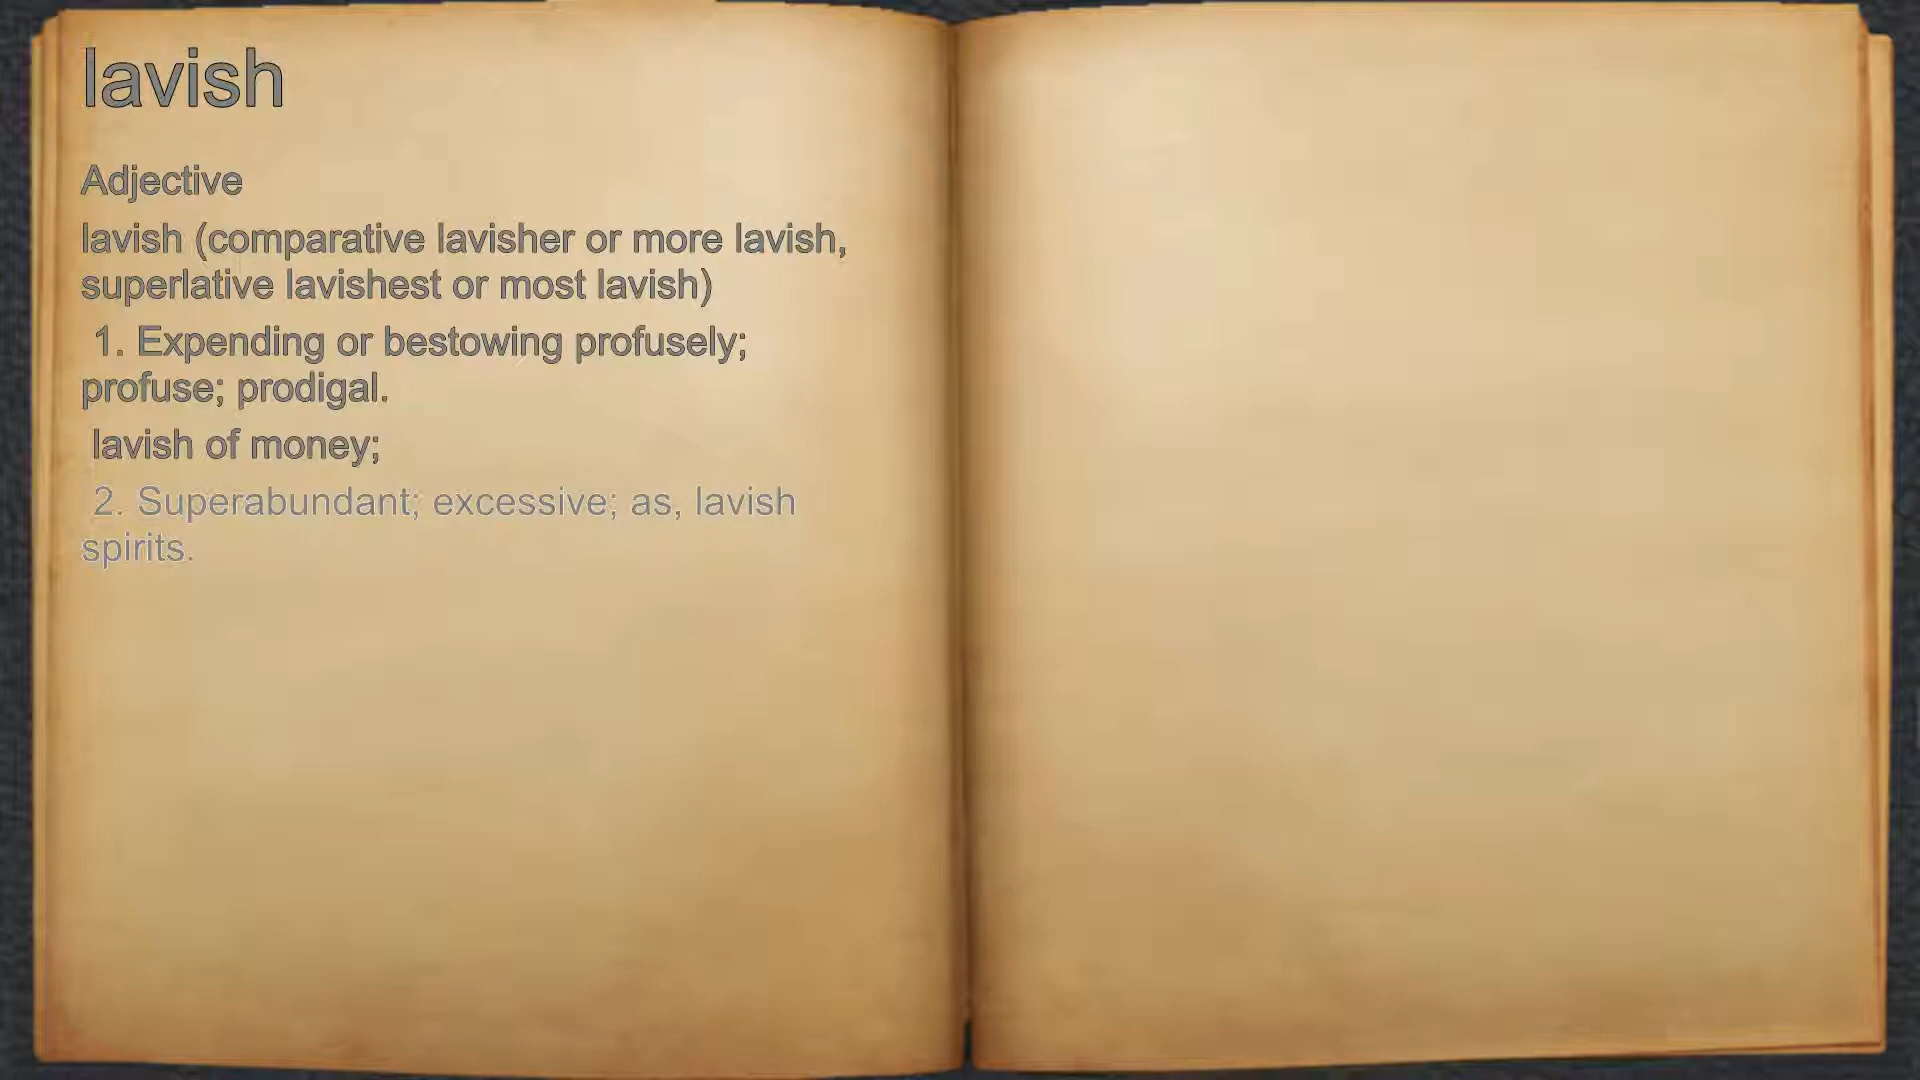 lavish
Adjective
lavish (comparative lavisher or more lavish,
superlative lavishest or most lavish)
1. Expending or bestowing profusely;
profuse; prodigal.
lavish of money;
2. Superabundant; excessive; as, lavish
spirits.